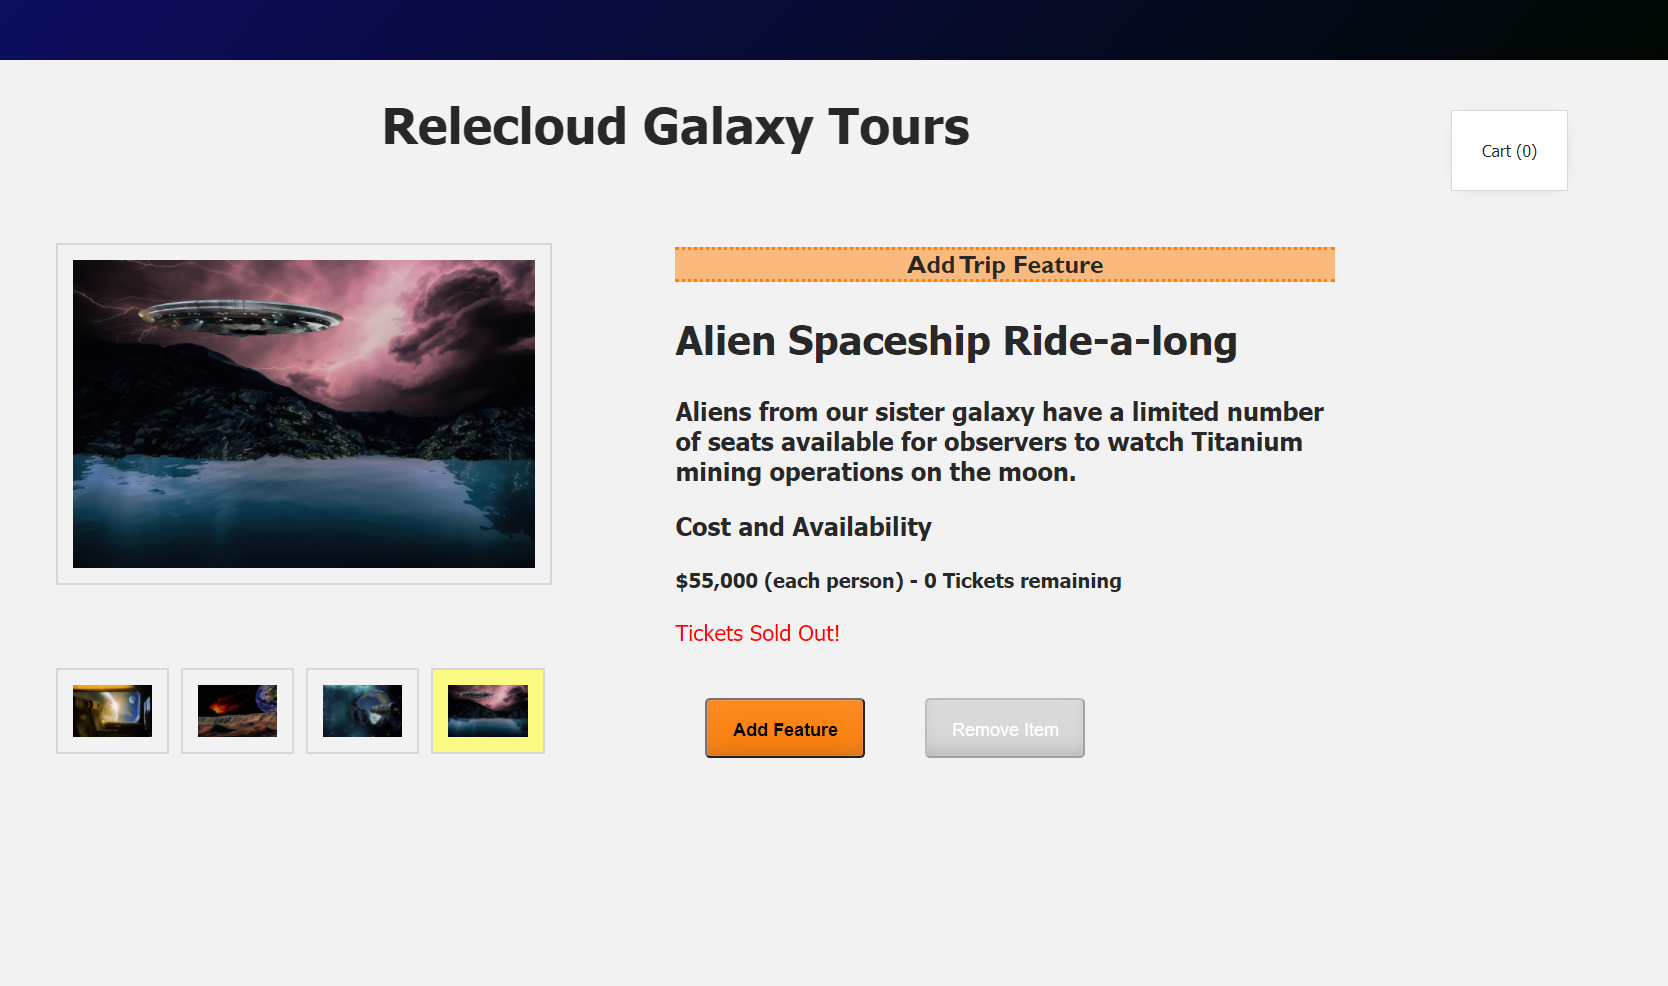 Relecloud Galaxy Tours
Cart (0)
Add Trip Feature
Alien Spaceship Ride-a-long
Aliens from our sister galaxy have a limited number
of seats available for observers to watch Titanium
mining operations on the moon.
Cost and Availability
$55,000 (each person) - 0 Tickets remaining
Tickets Sold Out!
Add Feature
Remove Item